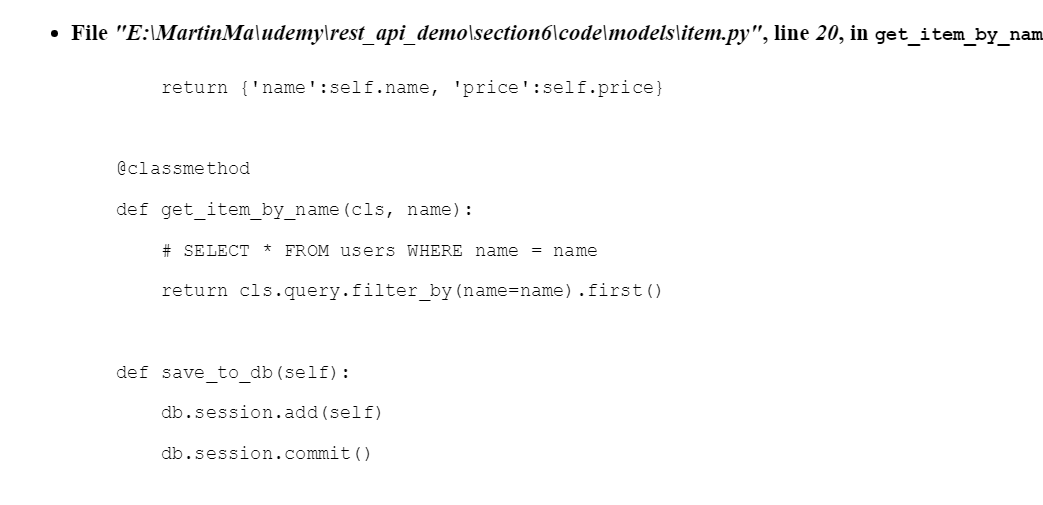 File "E:\MartinMa\udemy\rest_api_demo\section6\code\models\item.py", line 20, in get_item_by_nam
return {'name':self.name, 'price':self.price}
@classmethod
def get_item_by_name(cls, name):
# SELECT * FROM users WHERE name = name
return cls.query.filter_by(name=name).first()
def save_to_db(self):
db.session.add(self)
db.session.commit()